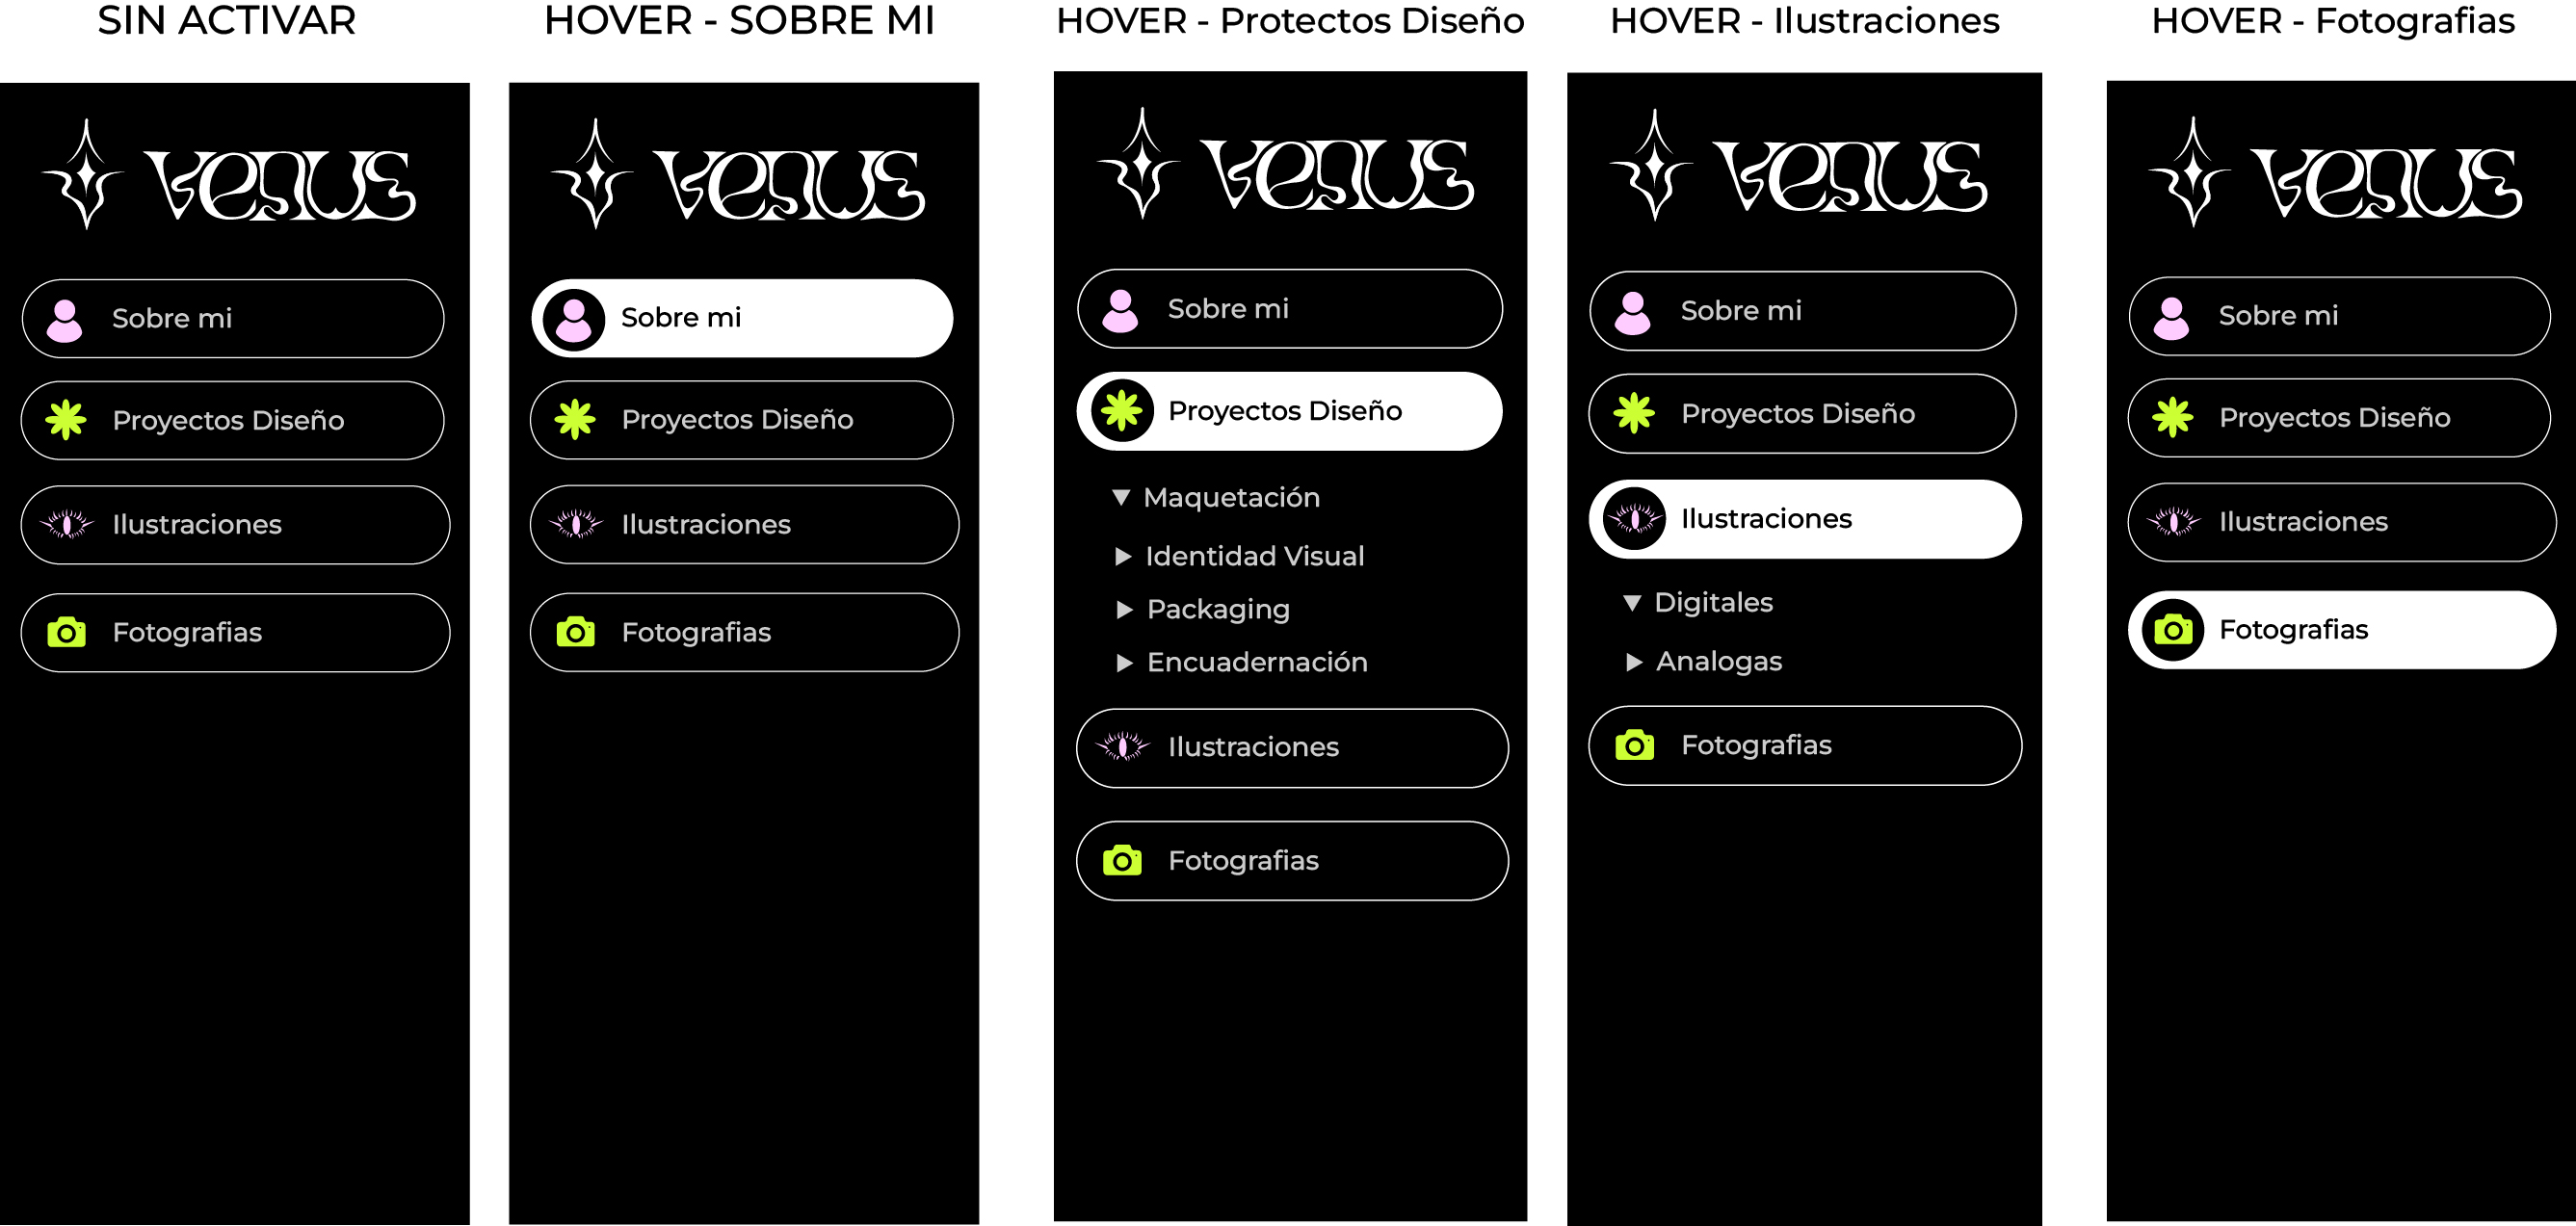 SIN ACTIVAR
venus
Sobre mi
Proyectos Diseño
Ilustraciones
Fotografias
HOVER - SOBRE MI
venus
Sobre mi
Proyectos Diseño
Ilustraciones
Fotografias
HOVER - Protectos Diseño
venus
Sobre mi
Proyectos Diseño
Maquetación
Identidad Visual
Packaging
Encuadernación
Ilustraciones
Fotografias
HOVER - Ilustraciones
venus
Sobre mi
Proyectos Diseño
Ilustraciones
Digitales
Analogas
Fotografias
HOVER - Fotografias
venus
Sobre mi
Proyectos Diseño
Ilustraciones
Fotografias